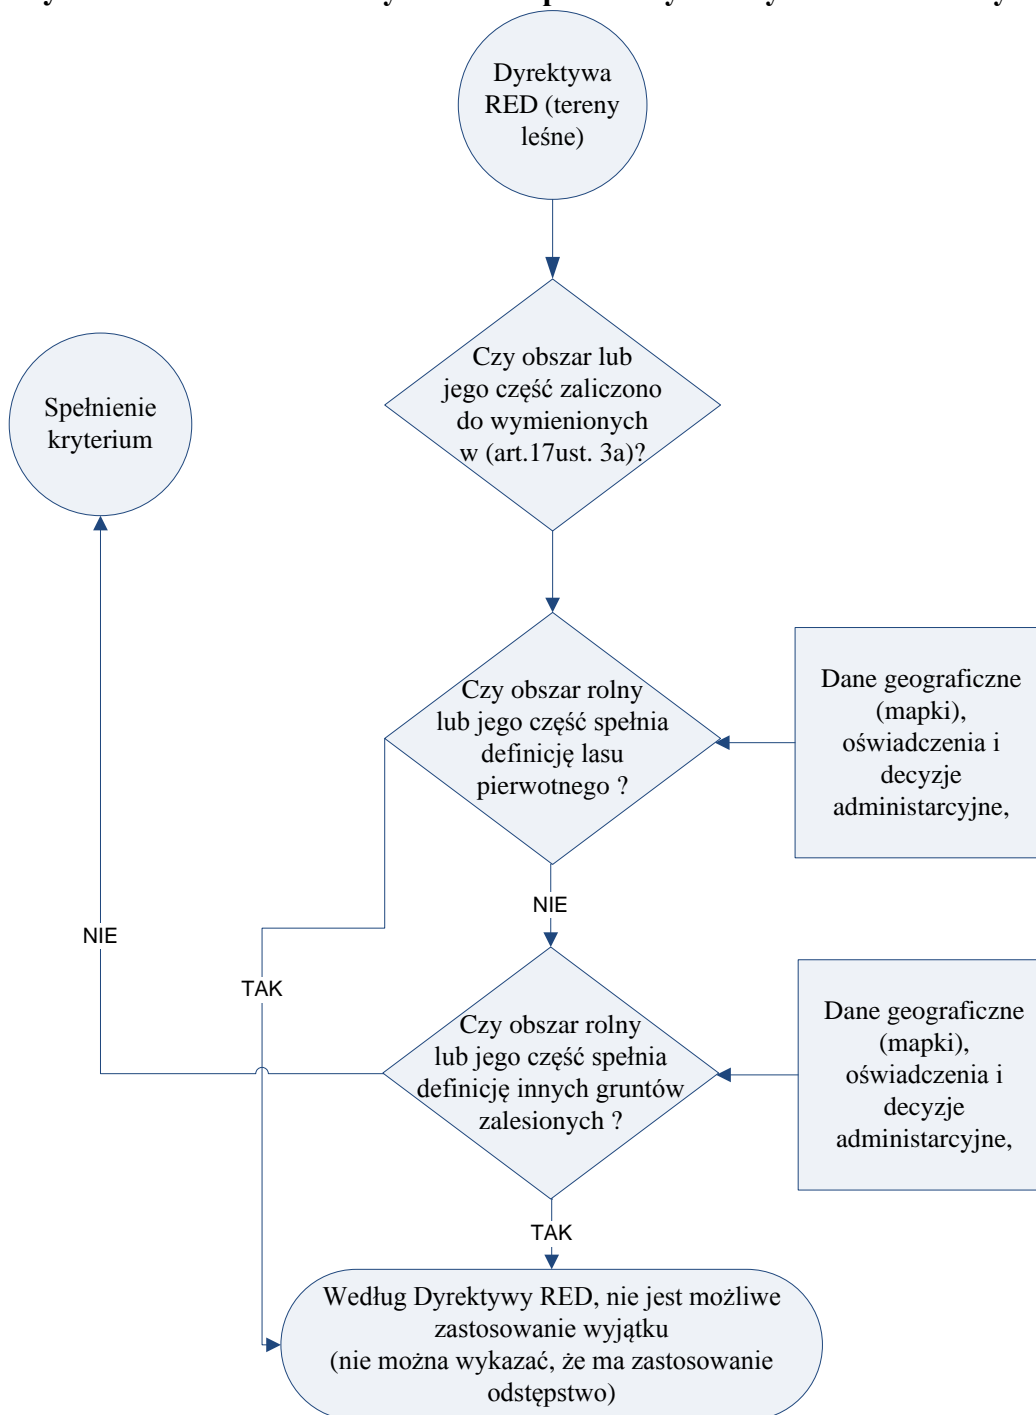 Dyrektywa
RED (tereny
leśne)
Czy obszar lub
jego część zaliczono
do wymienionych
w (art.17ust. 3a)?
Spełnienie
kryterium
Czy obszar rolny
lub jego część spełnia
definicję lasu
pierwotnego ?
Dane geograficzne
(mapki),
oświadczenia i
decyzje
administarcyjne,
NIE
NIE
TAK
Czy obszar rolny
lub jego część spełnia
definicję innych gruntów
zalesionych ?
Dane geograficzne
(mapki),
oświadczenia i
decyzje
administarcyjne,
TAK
Według Dyrektywy RED, nie jest możliwe
zastosowanie wyjątku
(nie można wykazać, że ma zastosowanie
odstępstwo)